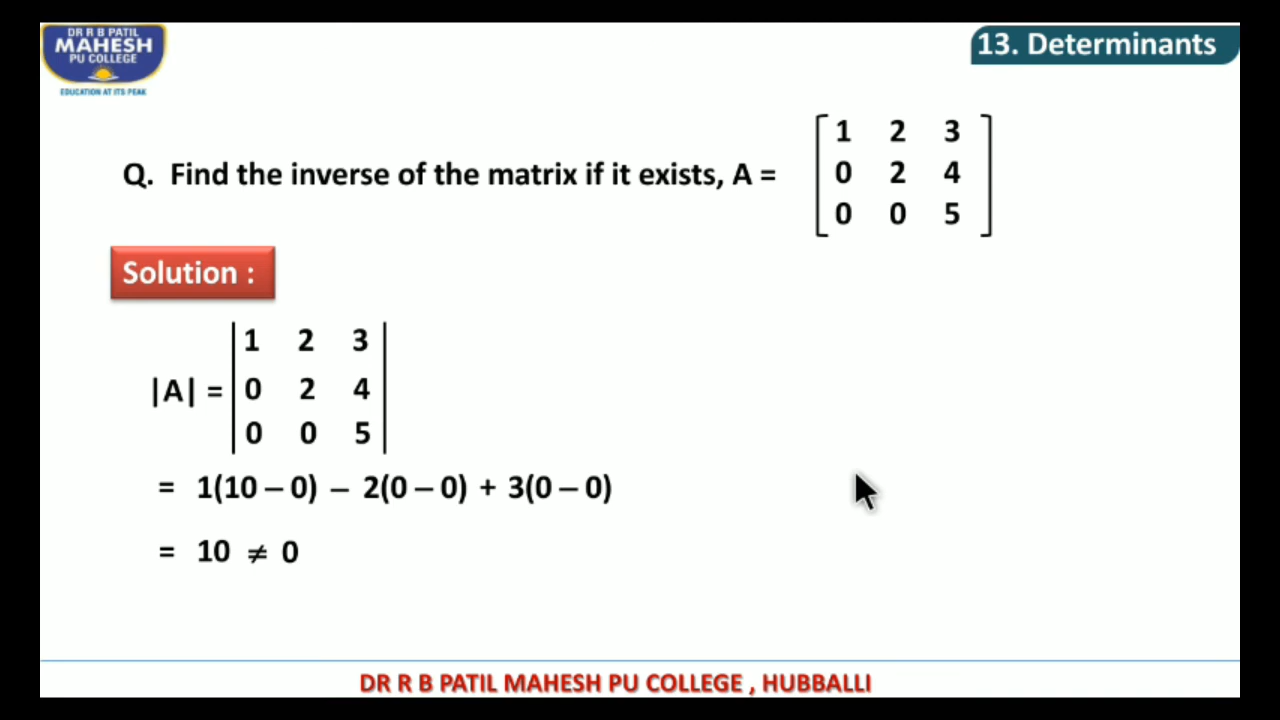 DR R B PATIL
MAHESH
PU COLLEGE
EDUCATION AT ITS PEAK
13. Determinants
Q. Find the inverse of the matrix if it exists, A =
1 2 3
0 2 4
0 0 5
Solution :
|A| =
1 2 3
0 2 4
0 0 5
= 1(10 – 0) – 2(0 – 0) + 3(0 – 0)
= 10 ≠ 0
DR R B PATIL MAHESH PU COLLEGE , HUBBALLI